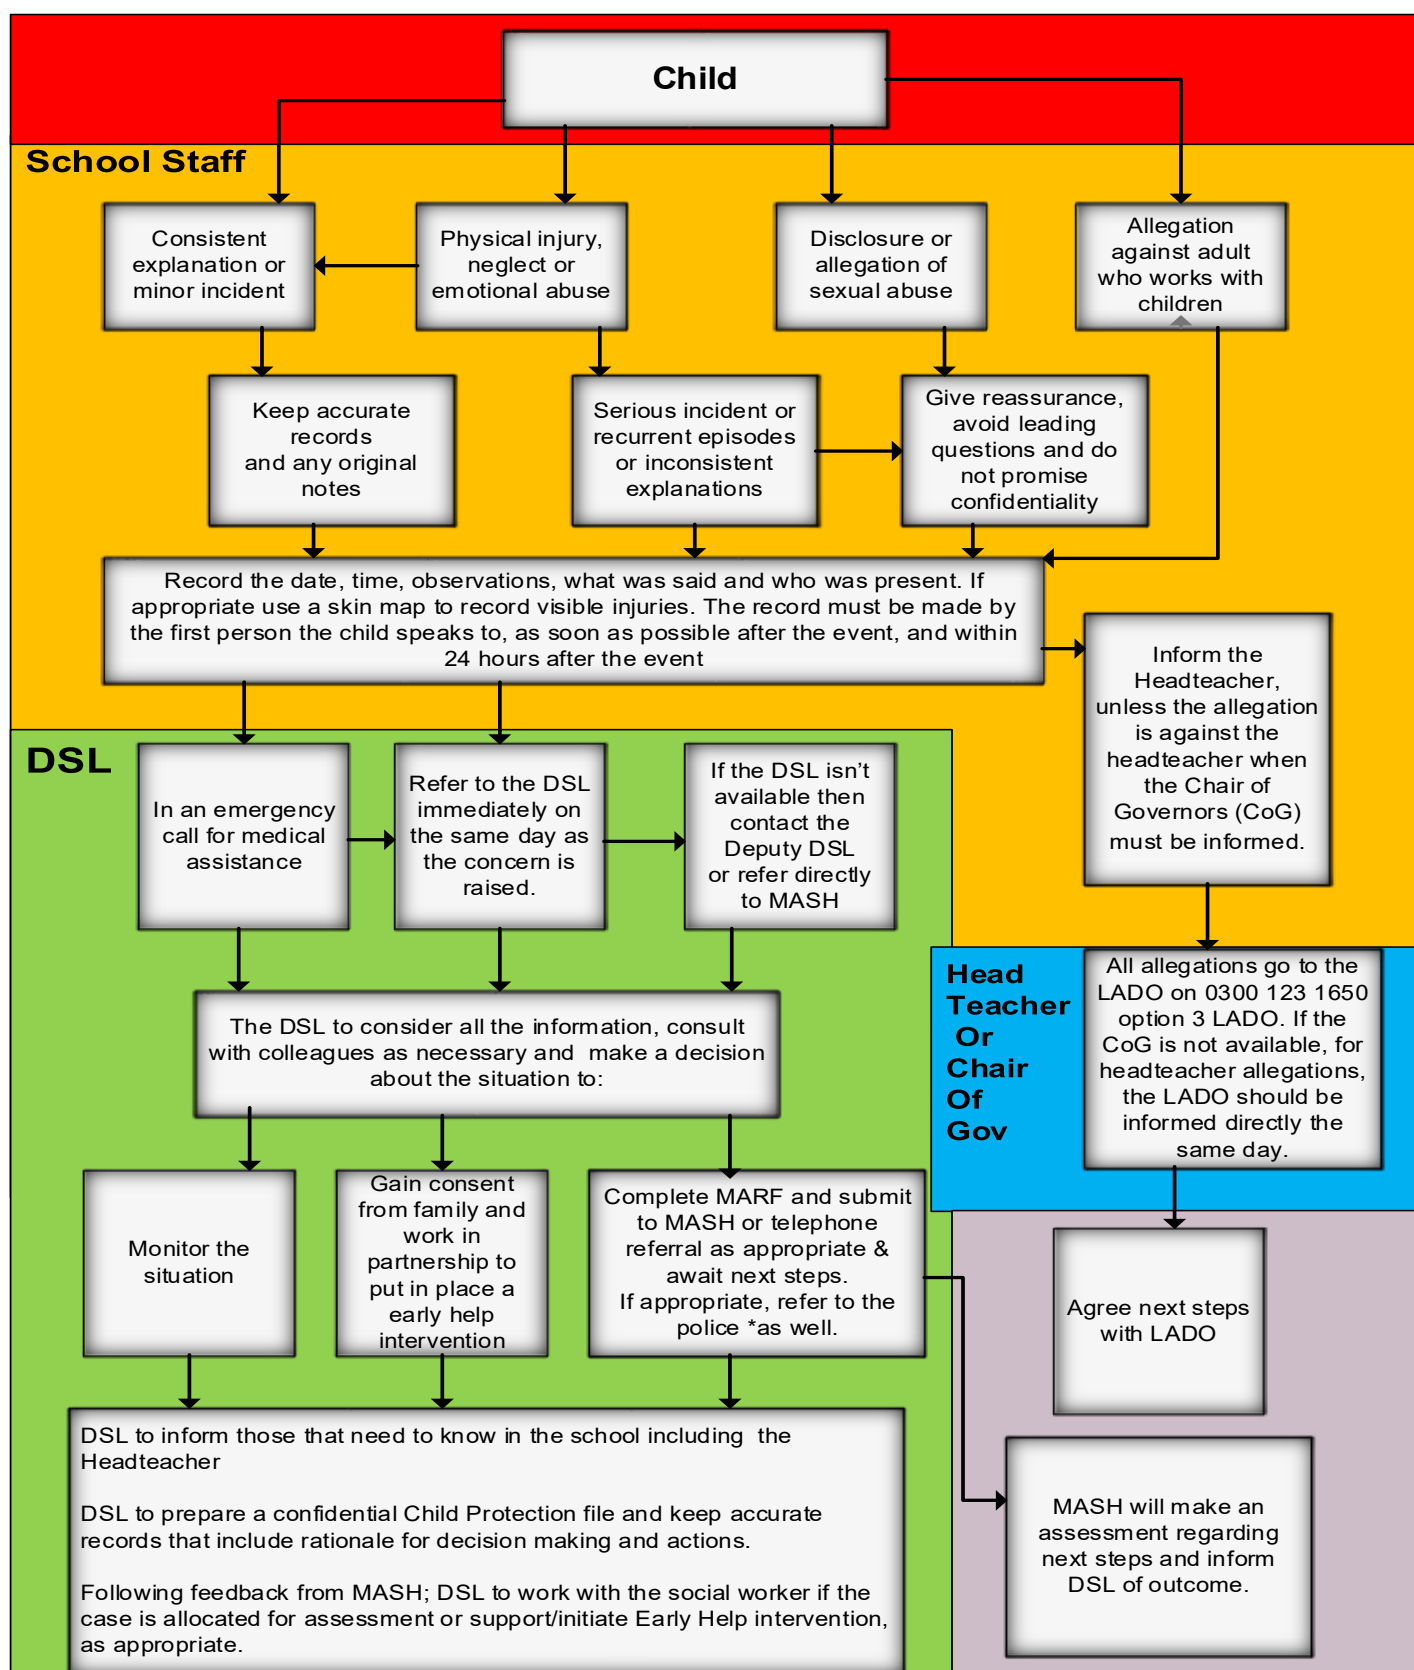 Child
School Staff
Consistent
explanation or
minor incident
Physical injury,
neglect or
emotional abuse
Disclosure or
allegation of
sexual abuse
Allegation
against adult
who works with
children
Keep accurate
records
and any original
notes
Serious incident or
recurrent episodes
or inconsistent
explanations
Give reassurance,
avoid leading
questions and do
not promise
confidentiality
Record the date, time, observations, what was said and who was present. If
appropriate use a skin map to record visible injuries. The record must be made by
the first person the child speaks to, as soon as possible after the event, and within
24 hours after the event
Inform the
Headteacher,
unless the allegation
is against the
headteacher when
the Chair of
Governors (CoG)
must be informed.
DSL
In an emergency
call for medical
assistance
Refer to the DSL
immediately on
the same day as
the concern is
raised.
If the DSL isn't
available then
contact the
Deputy DSL
or refer directly
to MASH
Head
Teacher
Or
Chair
Of
Gov
All allegations go to the
LADO on 0300 123 1650
option 3 LADO. If the
CoG is not available, for
headteacher allegations,
the LADO should be
informed directly the
same day.
The DSL to consider all the information, consult
with colleagues as necessary and make a decision
about the situation to:
Monitor the
situation
Gain consent
from family and
work in
partnership to
put in place a
early help
intervention
Complete MARF and submit
to MASH or telephone
referral as appropriate &
await next steps.
If appropriate, refer to the
police *as well.
Agree next steps
with LADO
DSL to inform those that need to know in the school including the
Headteacher
DSL to prepare a confidential Child Protection file and keep accurate
records that include rationale for decision making and actions.
Following feedback from MASH; DSL to work with the social worker if the
case is allocated for assessment or support/initiate Early Help intervention,
as appropriate.
MASH will make an
assessment regarding
next steps and inform
DSL of outcome.